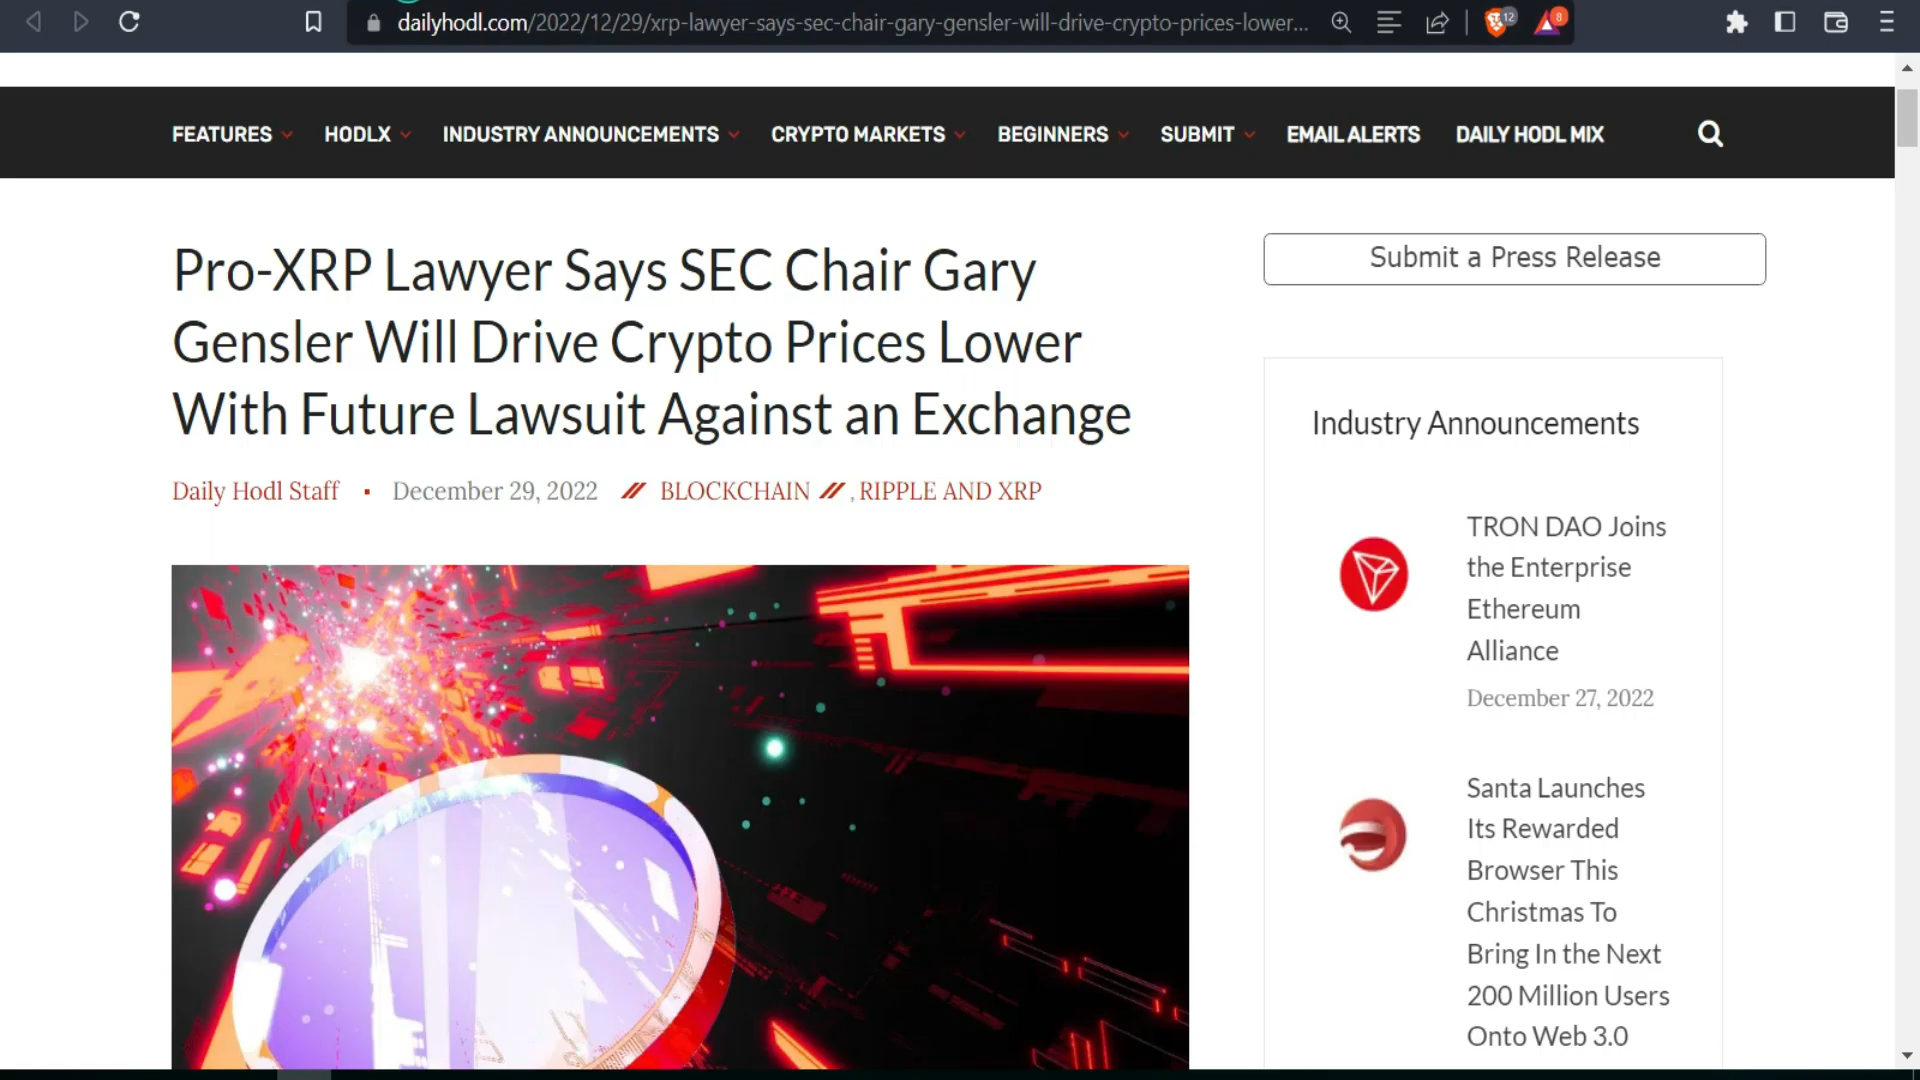 dailyhodl.com/2022/12/29/xrp-lawyer-says-sec-chair-gary-gensler-will-drive-crypto-prices-lower...
12
8
FEATURES HODLX INDUSTRY ANNOUNCEMENTS CRYPTO MARKETS BEGINNERS SUBMIT EMAIL ALERTS DAILY HODL MIX
Pro-XRP Lawyer Says SEC Chair Gary
Gensler Will Drive Crypto Prices Lower
With Future Lawsuit Against an Exchange
Daily Hodl Staff ▪ December 29, 2022 // BLOCKCHAIN // , RIPPLE AND XRP
Submit a Press Release
Industry Announcements
TRON DAO Joins
the Enterprise
Ethereum
Alliance
December 27, 2022
Santa Launches
Its Rewarded
Browser This
Christmas To
Bring In the Next
200 Million Users
Onto Web 3.0